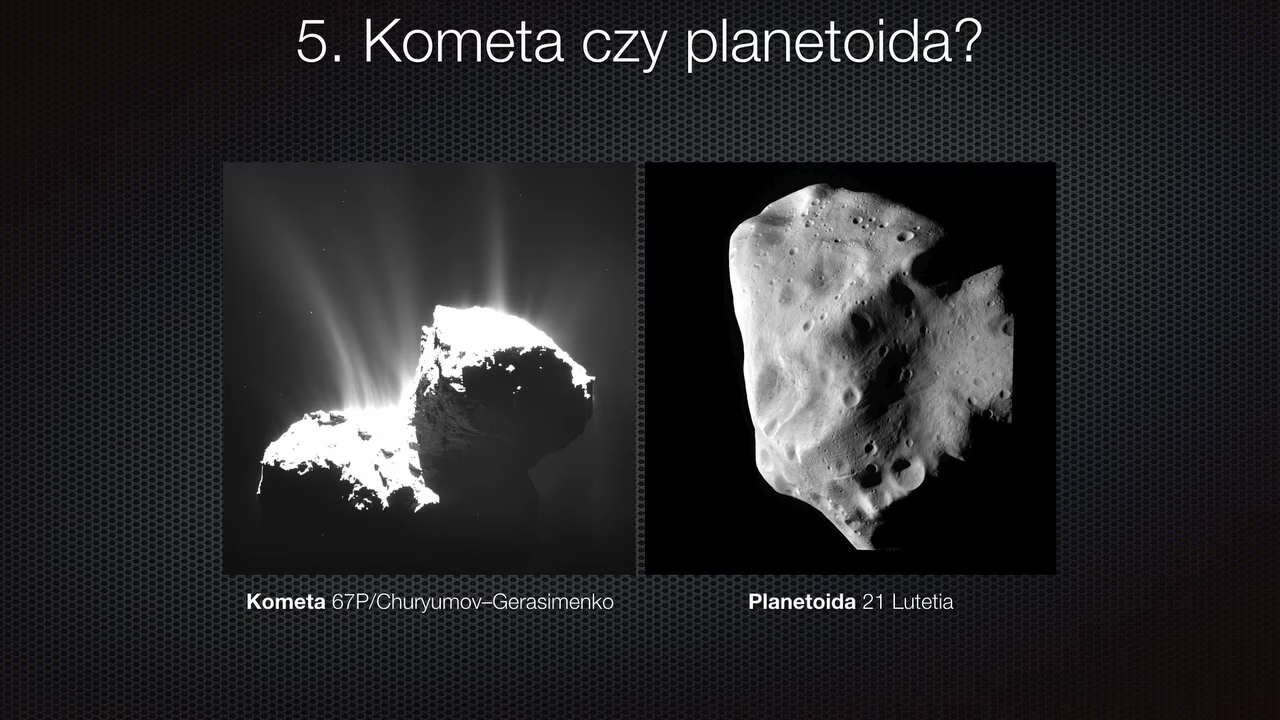 5. Kometa czy planetoida?
Kometa 67P/Churyumov–Gerasimenko
Planetoida 21 Lutetia